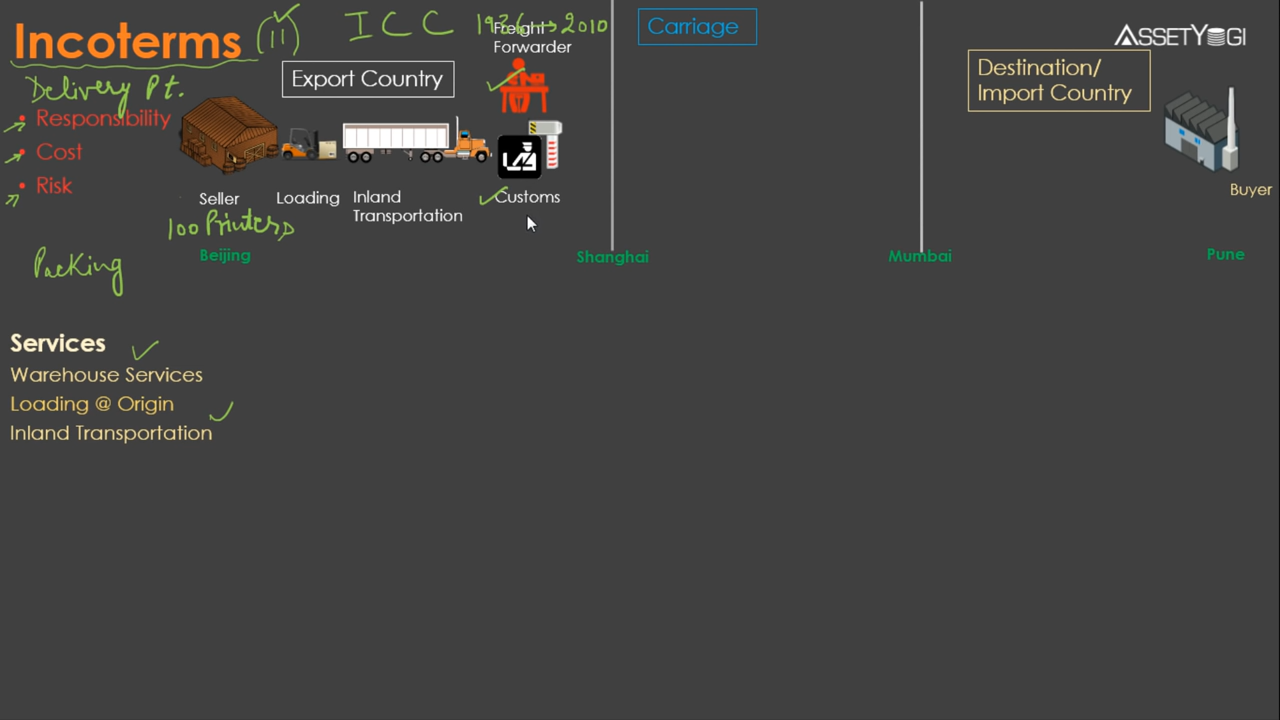 Incoterms (11) ICC 1936 → 2010
Freight
Forwarder
Carriage
ASSETYOGI
Export Country
Destination/
Import Country
Delivery Pt.
• Responsibility
• Cost
• Risk
Seller
Loading
Inland
Transportation
Customs
Buyer
100 Printers
Beijing
Shanghai
Mumbai
Pune
Packing
Services
Warehouse Services
Loading @ Origin
Inland Transportation